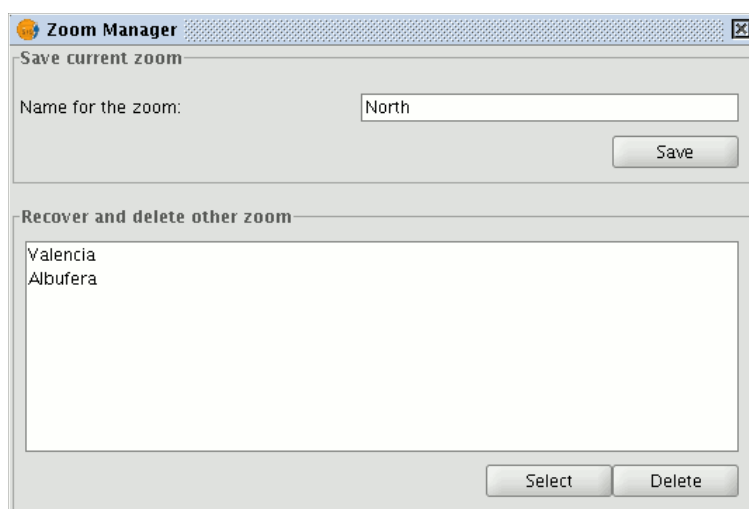 Zoom Manager
Save current zoom
Name for the zoom: North
Save
Recover and delete other zoom
Valencia
Albufera
Select Delete